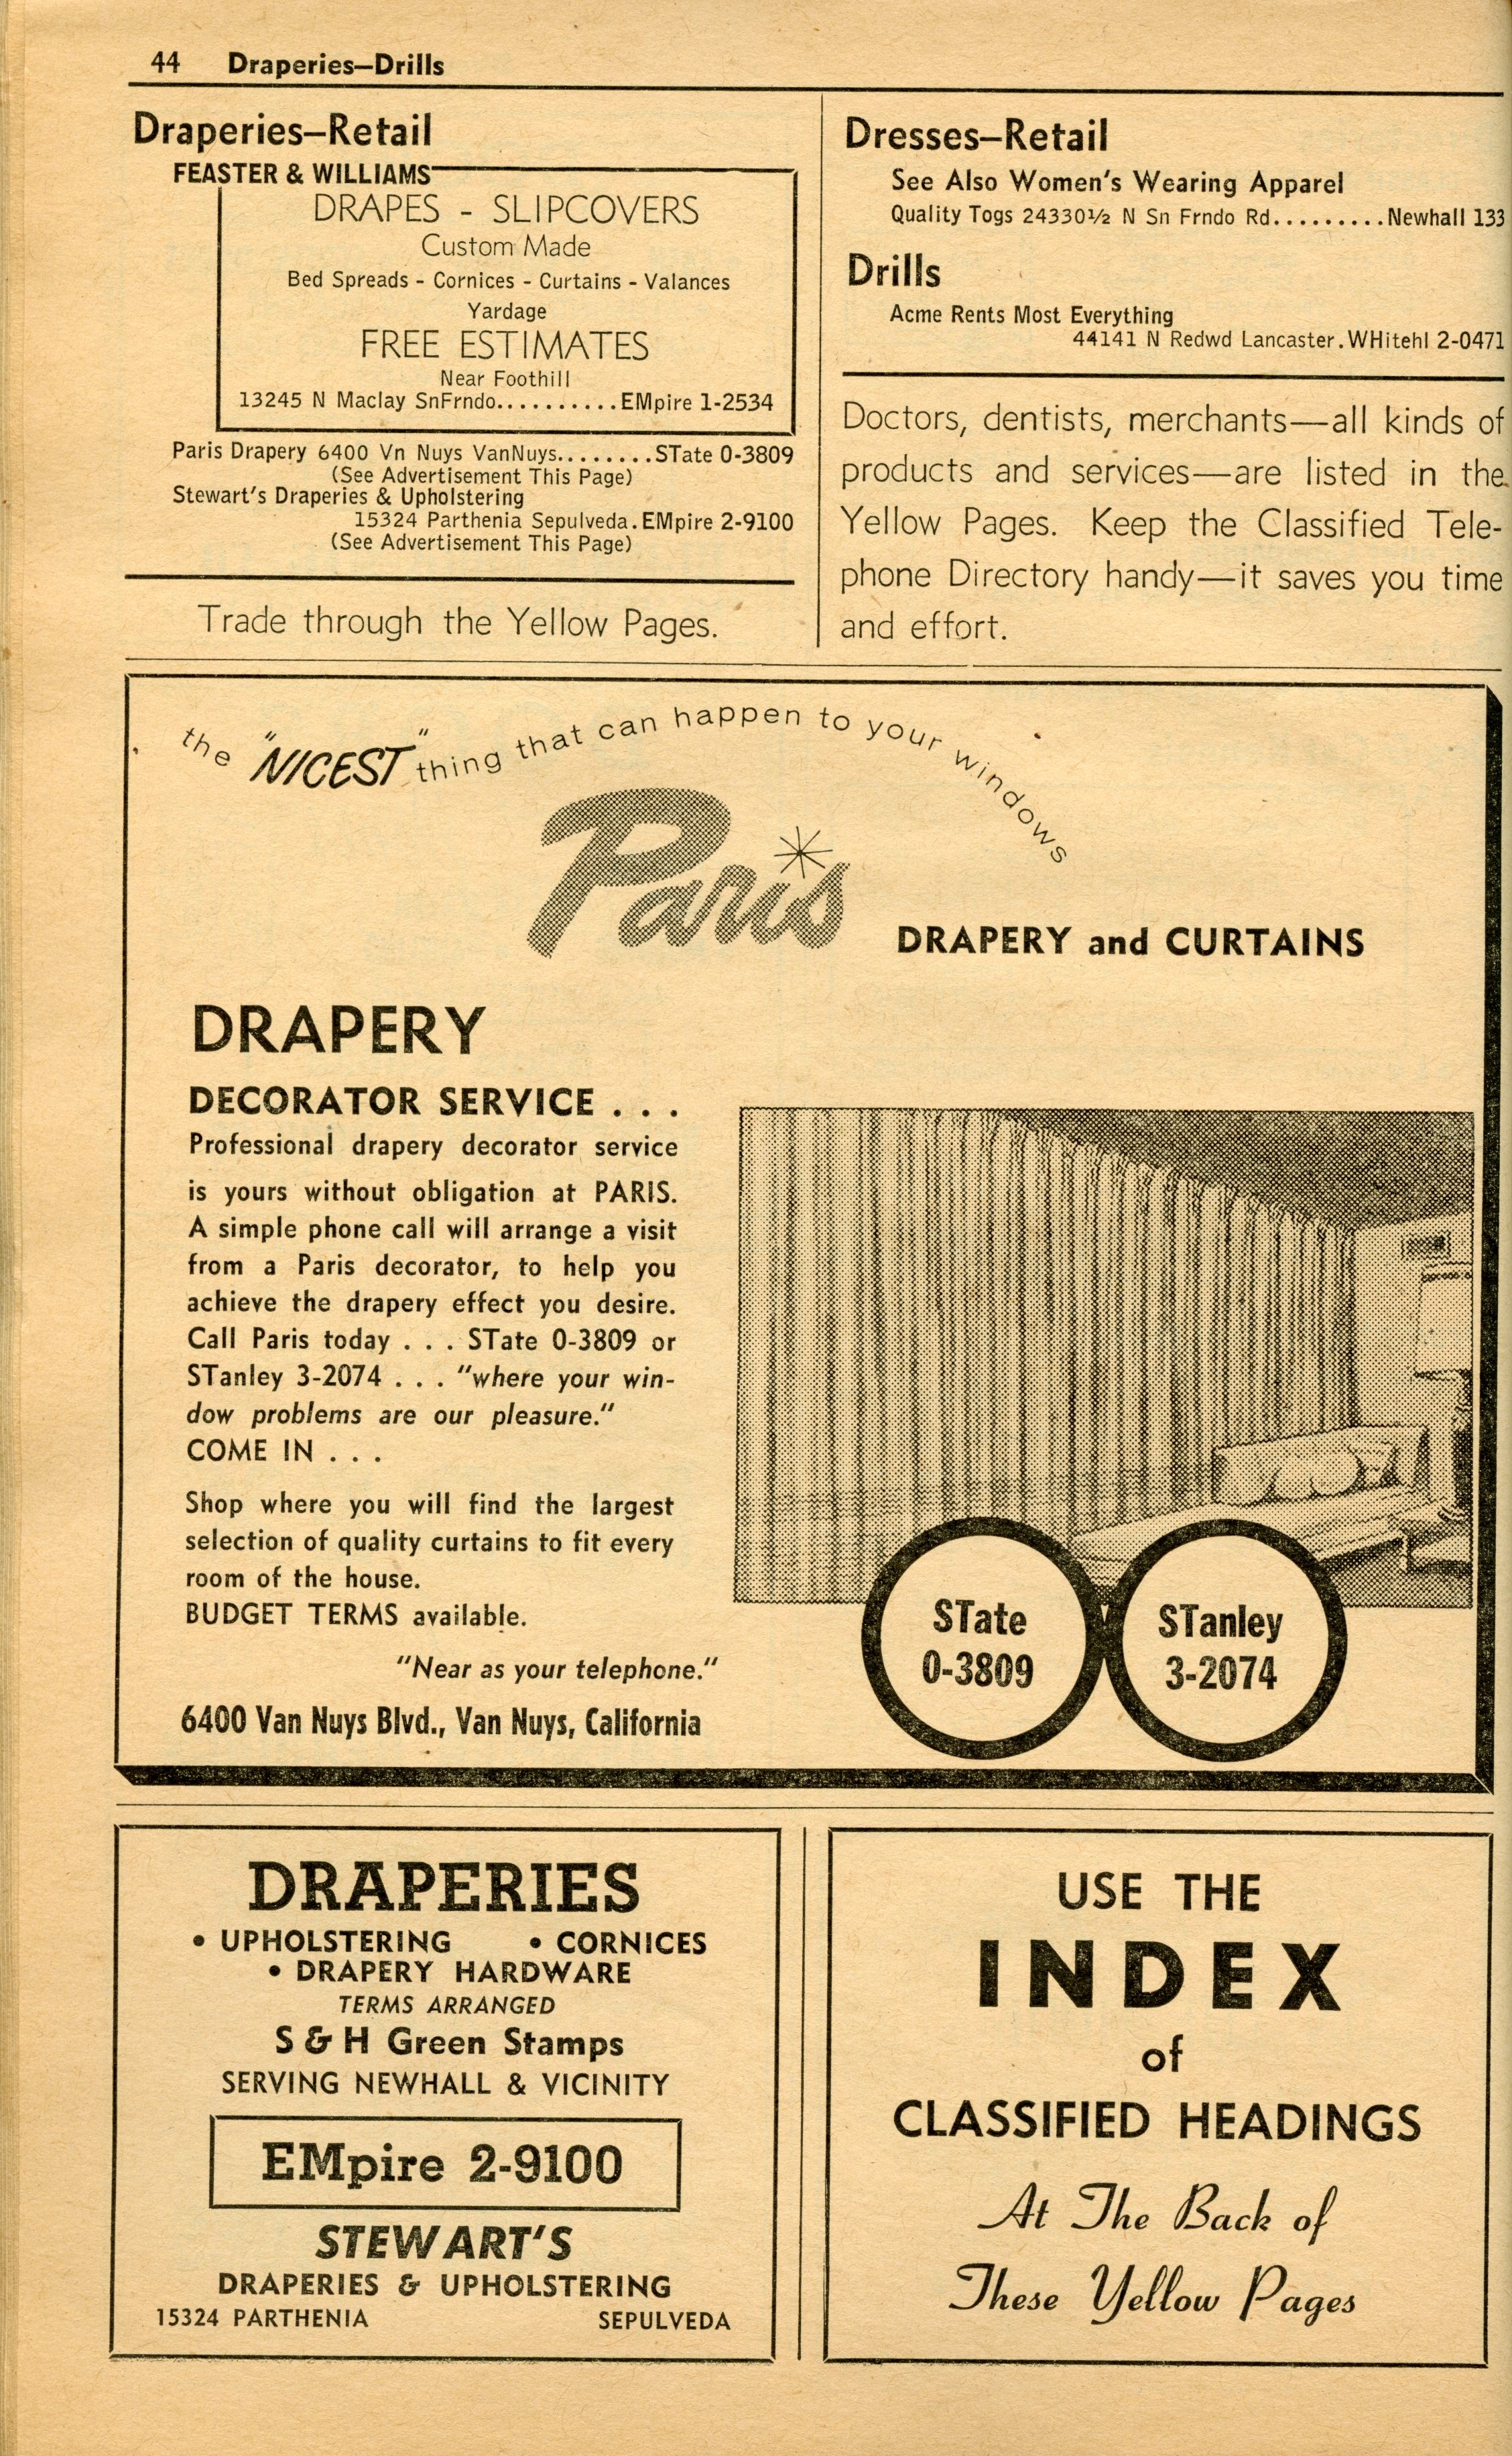 44 Draperies—Drills
Draperies—Retail
FEASTER & WILLIAMS
DRAPES - SLIPCOVERS
Custom Made
Bed Spreads - Cornices - Curtains - Valances
Yardage
FREE ESTIMATES
Near Foothill
13245 N Maclay SnFrndo..........EMpire 1-2534
Paris Drapery 6400 Vn Nuys VanNuys........STate 0-3809
(See Advertisement This Page)
Stewart's Draperies & Upholstering
15324 Parthenia Sepulveda.EMpire 2-9100
(See Advertisement This Page)
Trade through the Yellow Pages.
Dresses—Retail
See Also Women's Wearing Apparel
Quality Togs 24330½ N Sn Frndo Rd.........Newhall 133
Drills
Acme Rents Most Everything
44141 N Redwd Lancaster.WHitehl 2-0471
Doctors, dentists, merchants—all kinds of
products and services—are listed in the
Yellow Pages. Keep the Classified Tele-
phone Directory handy—it saves you time
and effort.
the "NICEST" thing that can happen to your windows
Paris
DRAPERY and CURTAINS
DRAPERY
DECORATOR SERVICE . . .
Professional drapery decorator service
is yours without obligation at PARIS.
A simple phone call will arrange a visit
from a Paris decorator, to help you
achieve the drapery effect you desire.
Call Paris today . . . STate 0-3809 or
STanley 3-2074 . . . "where your win-
dow problems are our pleasure."
COME IN . . .
Shop where you will find the largest
selection of quality curtains to fit every
room of the house.
BUDGET TERMS available.
"Near as your telephone."
6400 Van Nuys Blvd., Van Nuys, California
STate
0-3809
STanley
3-2074
DRAPERIES
• UPHOLSTERING • CORNICES
• DRAPERY HARDWARE
TERMS ARRANGED
S & H Green Stamps
SERVING NEWHALL & VICINITY
EMpire 2-9100
STEWART'S
DRAPERIES & UPHOLSTERING
15324 PARTHENIA SEPULVEDA
USE THE
INDEX
of
CLASSIFIED HEADINGS
At The Back of
These Yellow Pages